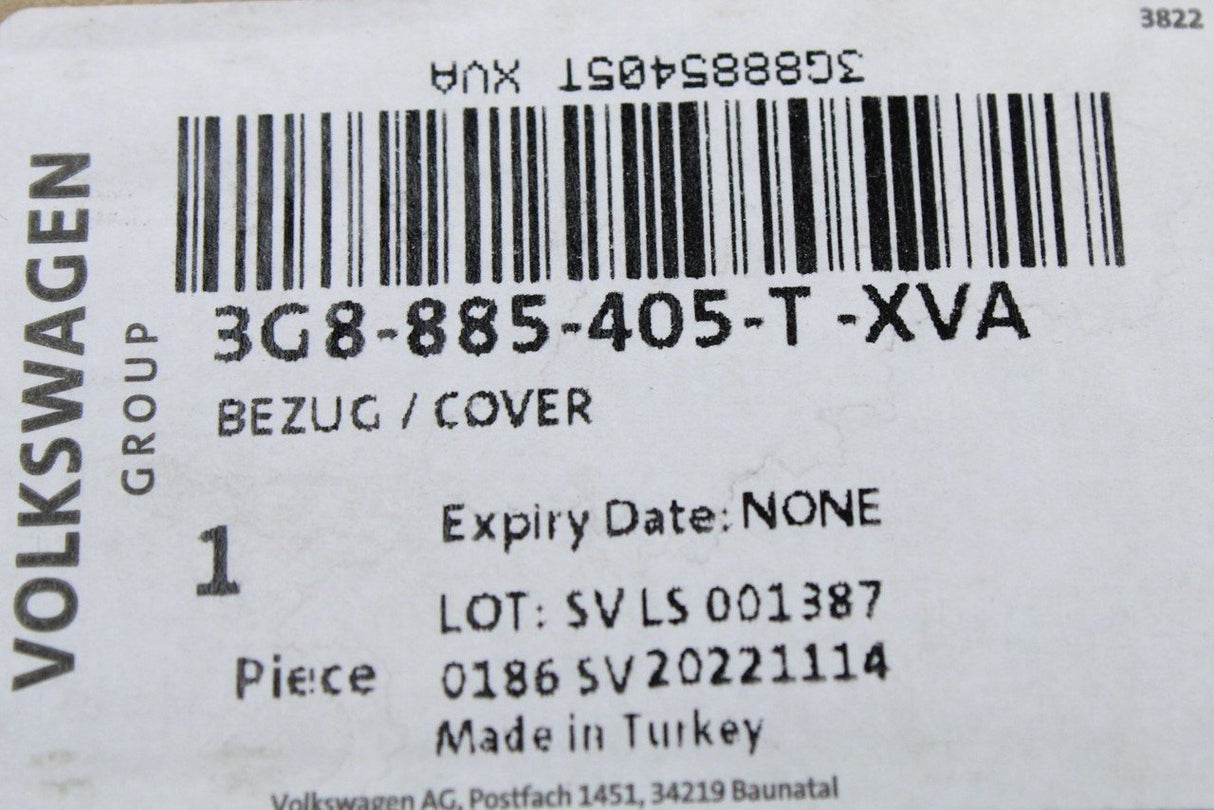 3822
3G8885405T XVA
VOLKSWAGEN
GROUP
3G8-885-405-T -XVA
BEZUG / COVER
1
Expiry Date: NONE
LOT: SV LS 001387
Piece
0186 SV20221114
Made in Turkey
Volkswagen AG, Postfach 1451, 34219 Baunatal